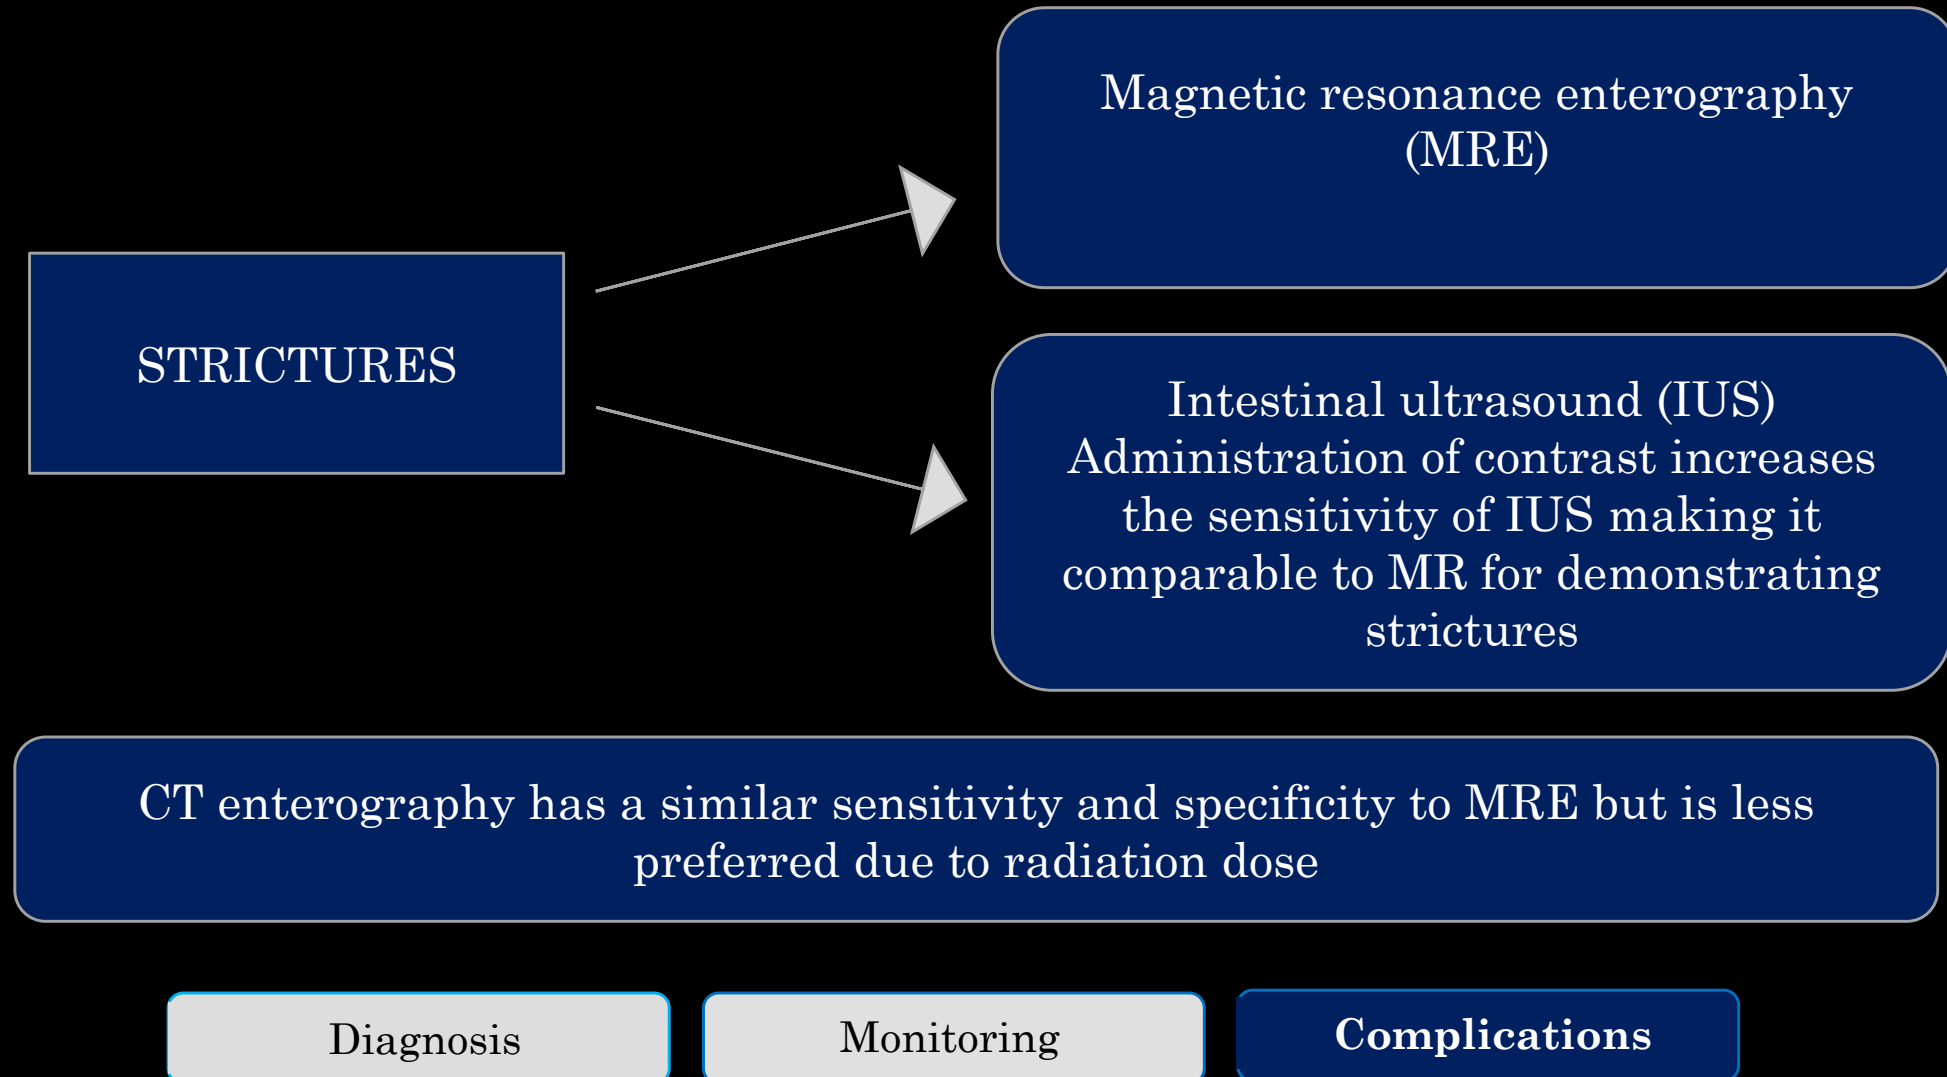 Magnetic resonance enterography
(MRE)
STRICTURES
Intestinal ultrasound (IUS)
Administration of contrast increases
the sensitivity of IUS making it
comparable to MR for demonstrating
strictures
CT enterography has a similar sensitivity and specificity to MRE but is less
preferred due to radiation dose
Diagnosis
Monitoring
Complications